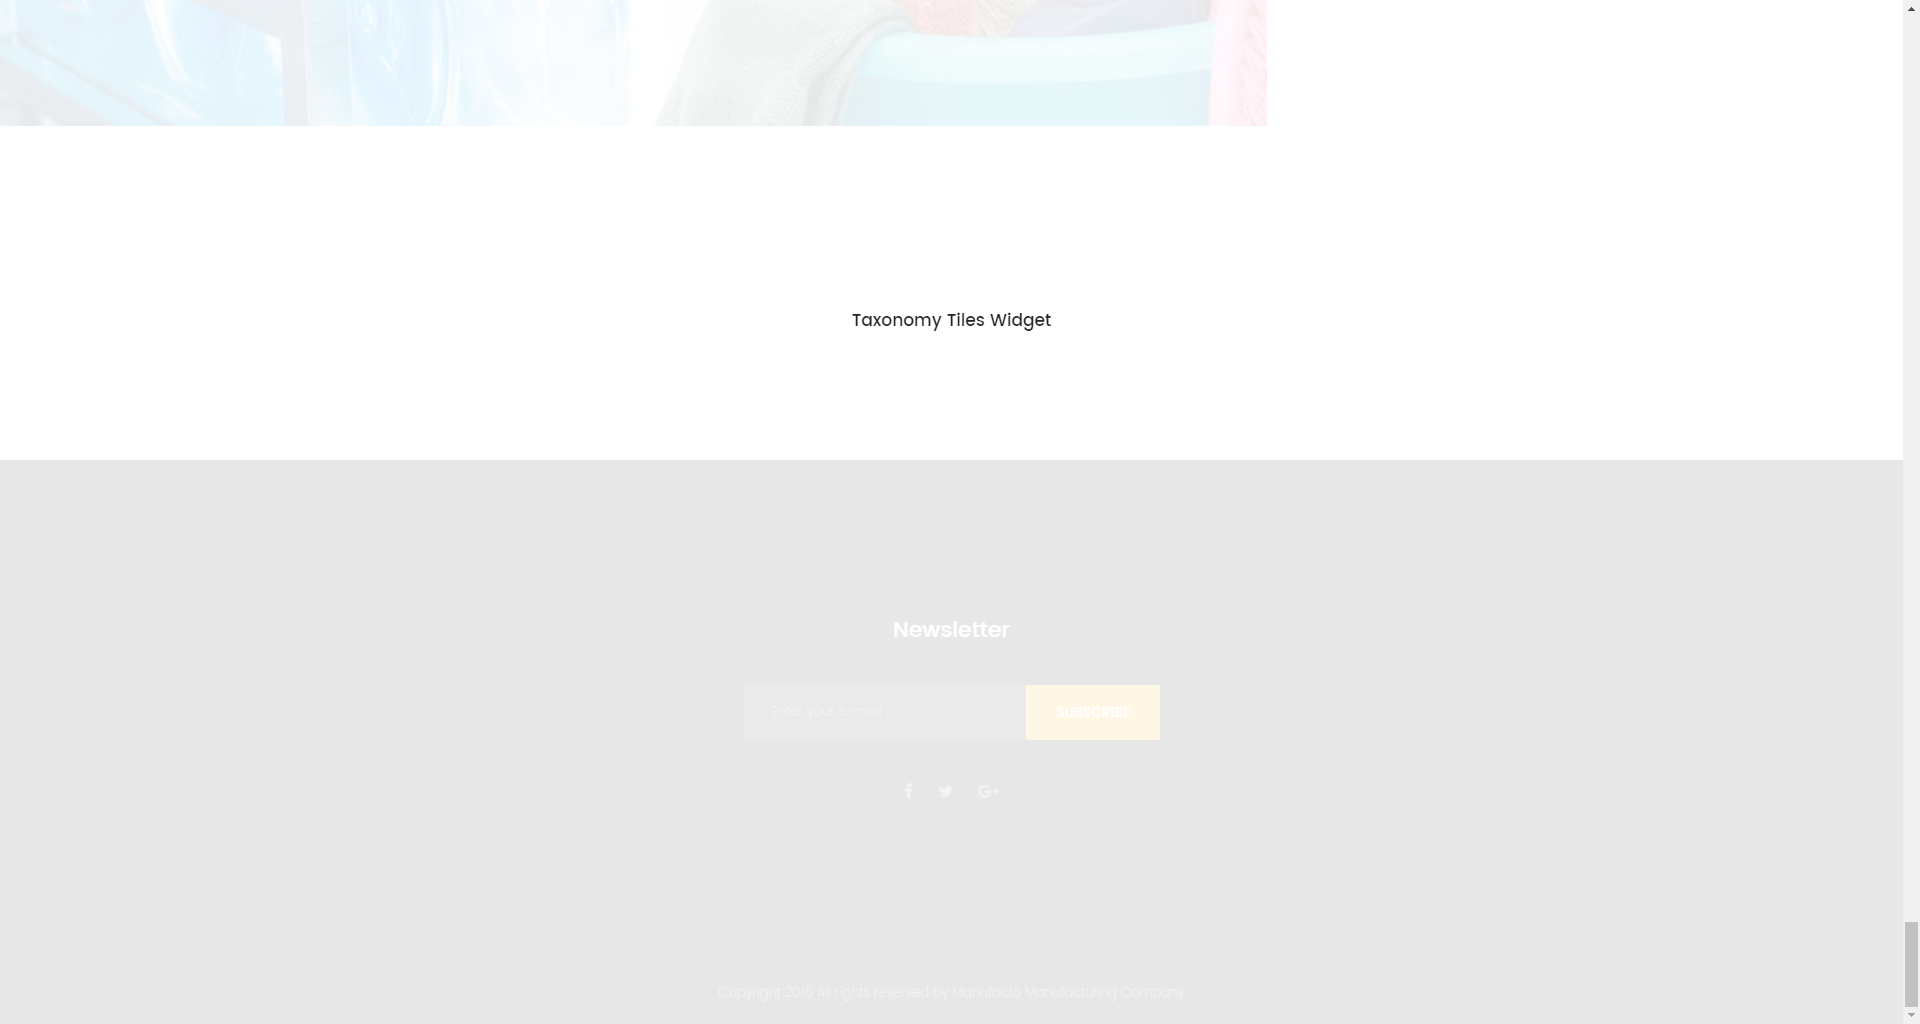 Taxonomy Tiles Widget
Newsletter
Enter your e-mail
SUBSCRIBE
Copyright 2016 All rights reserved by Manufacto Manufacturing Company